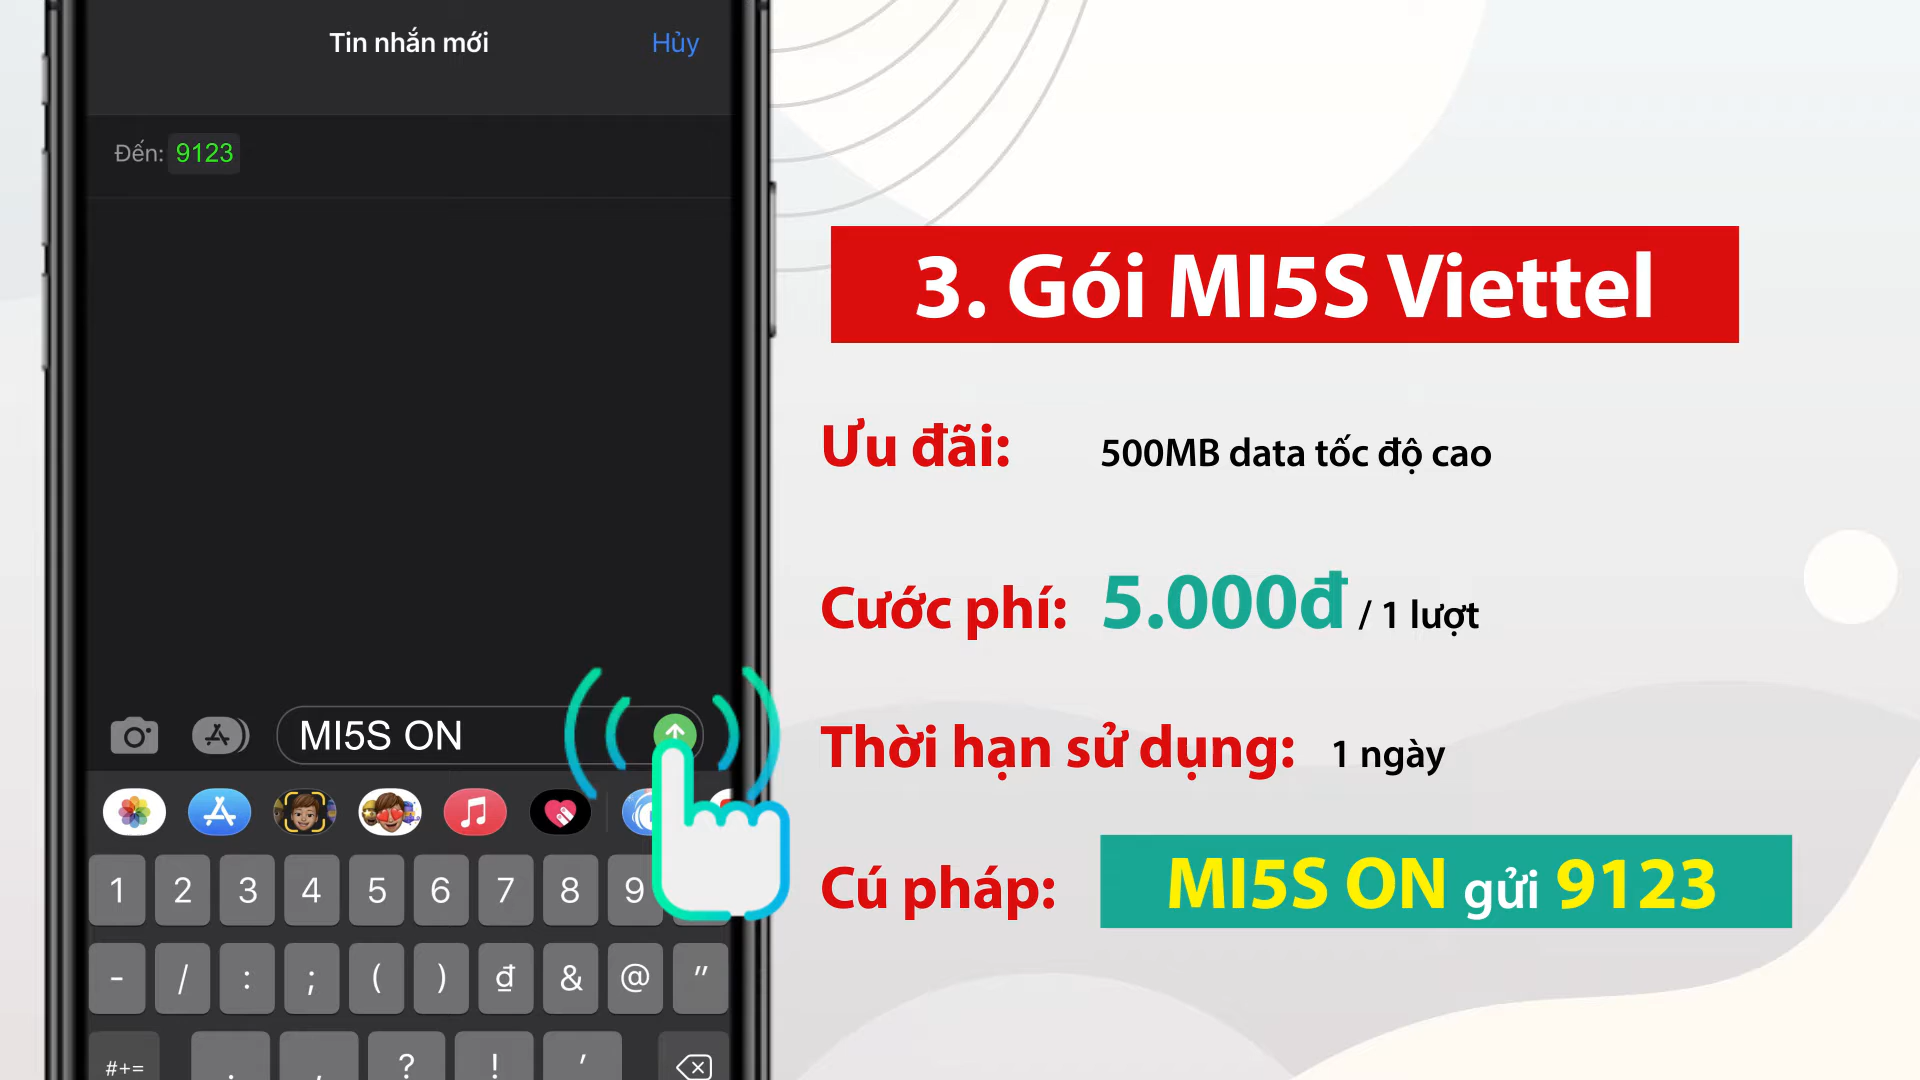 Tin nhắn mới
Hủy
Đến: 9123
3. Gói MI5S Viettel
Ưu đãi: 500MB data tốc độ cao
Cước phí: 5.000đ / 1 lượt
Thời hạn sử dụng: 1 ngày
Cú pháp: MI5S ON gửi 9123
MI5S ON
1 2 3 4 5 6 7 8 9
- / : ; ( ) ₫ & @ "
#+= . , ? ! '